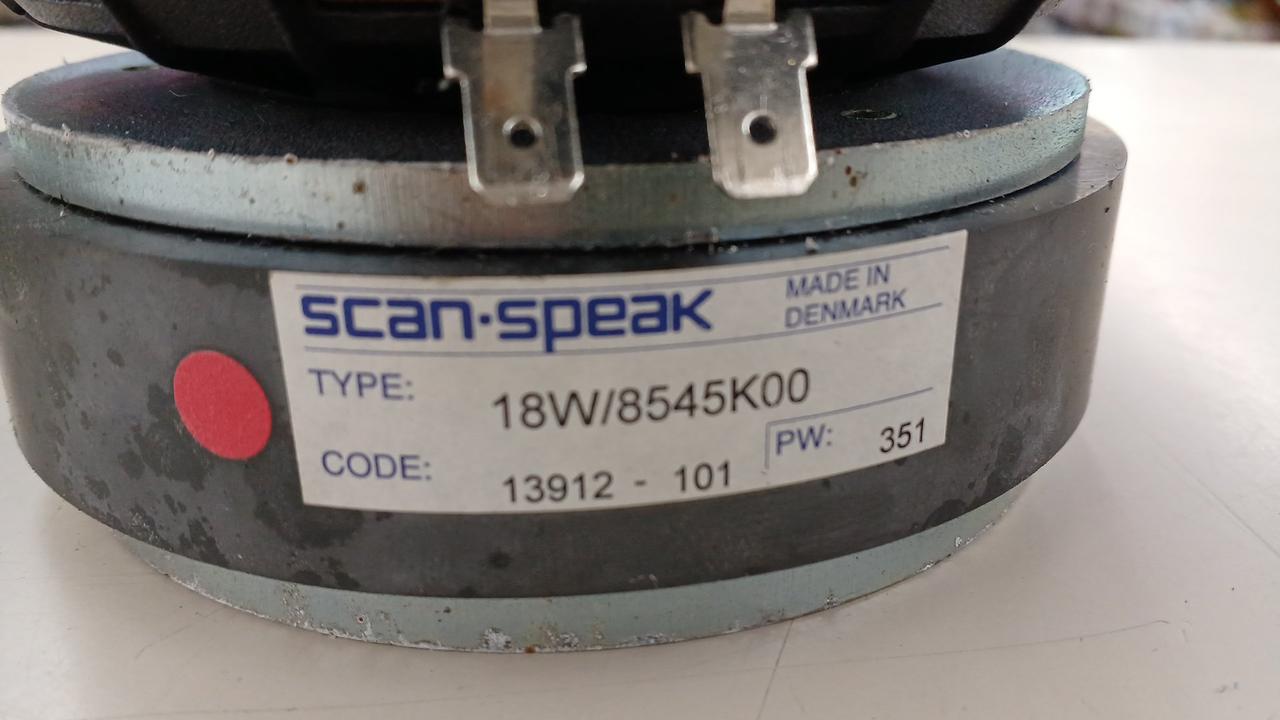 scan·speak
MADE IN
DENMARK
TYPE: 18W/8545K00
CODE: 13912 - 101
PW: 351